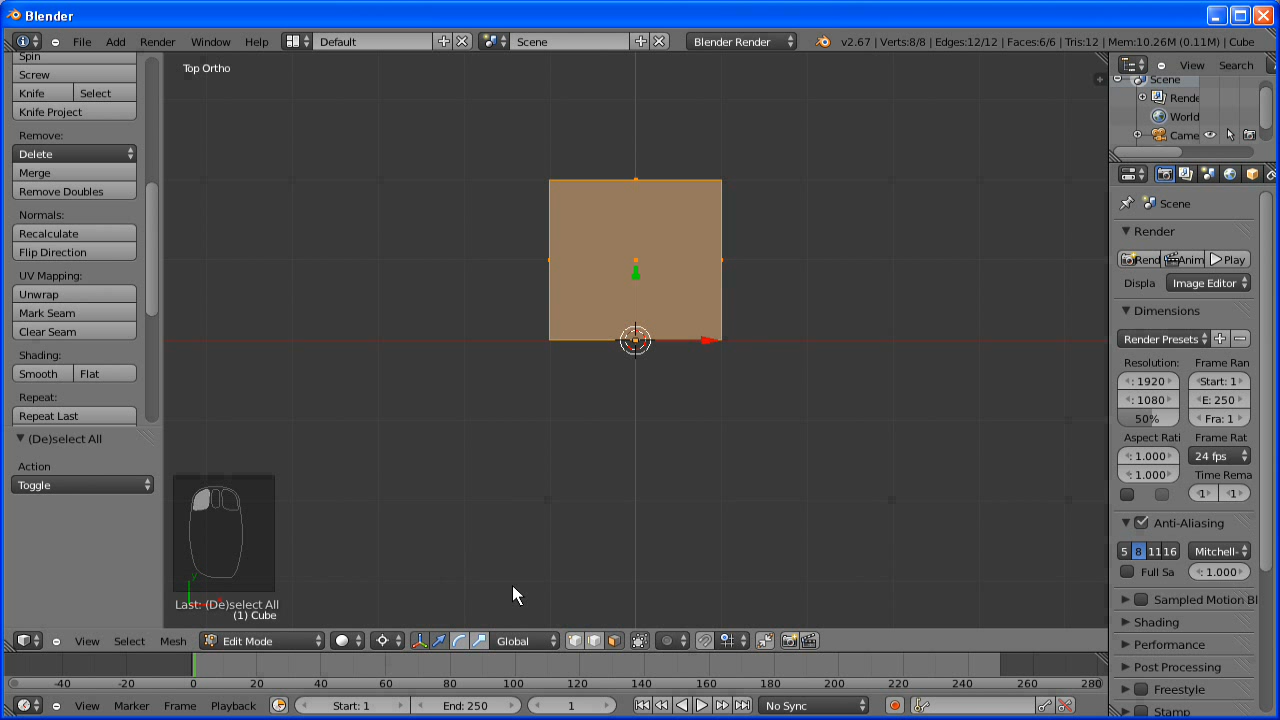 Blender
File Add Render Window Help Default Scene Blender Render v2.67 | Verts:8/8 | Edges:12/12 | Faces:6/6 | Tris:12 | Mem:10.26M (0.11M) | Cube
Spin
Screw
Knife Select
Knife Project
Remove:
Delete
Merge
Remove Doubles
Normals:
Recalculate
Flip Direction
UV Mapping:
Unwrap
Mark Seam
Clear Seam
Shading:
Smooth Flat
Repeat:
Repeat Last
(De)select All
Action
Toggle
Top Ortho
y
Last: (De)select All
(1) Cube
View Search
Scene
Rende
World
Came
Scene
Render
Rend Anim Play
Displa Image Editor
Dimensions
Render Presets
Resolution: Frame Ran
: 1920 Start: 1
: 1080 E: 250
50% Fra: 1
Aspect Rati Frame Rat
: 1.000 24 fps
: 1.000 Time Rema
1 1
Anti-Aliasing
5 8 11 16 Mitchell-
Full Sa : 1.000
Sampled Motion Bl
Shading
Performance
Post Processing
Freestyle
Stamp
View Select Mesh Edit Mode Global
-40 -20 0 20 40 60 80 100 120 140 160 180 200 220 240 260 280
View Marker Frame Playback Start: 1 End: 250 1 No Sync